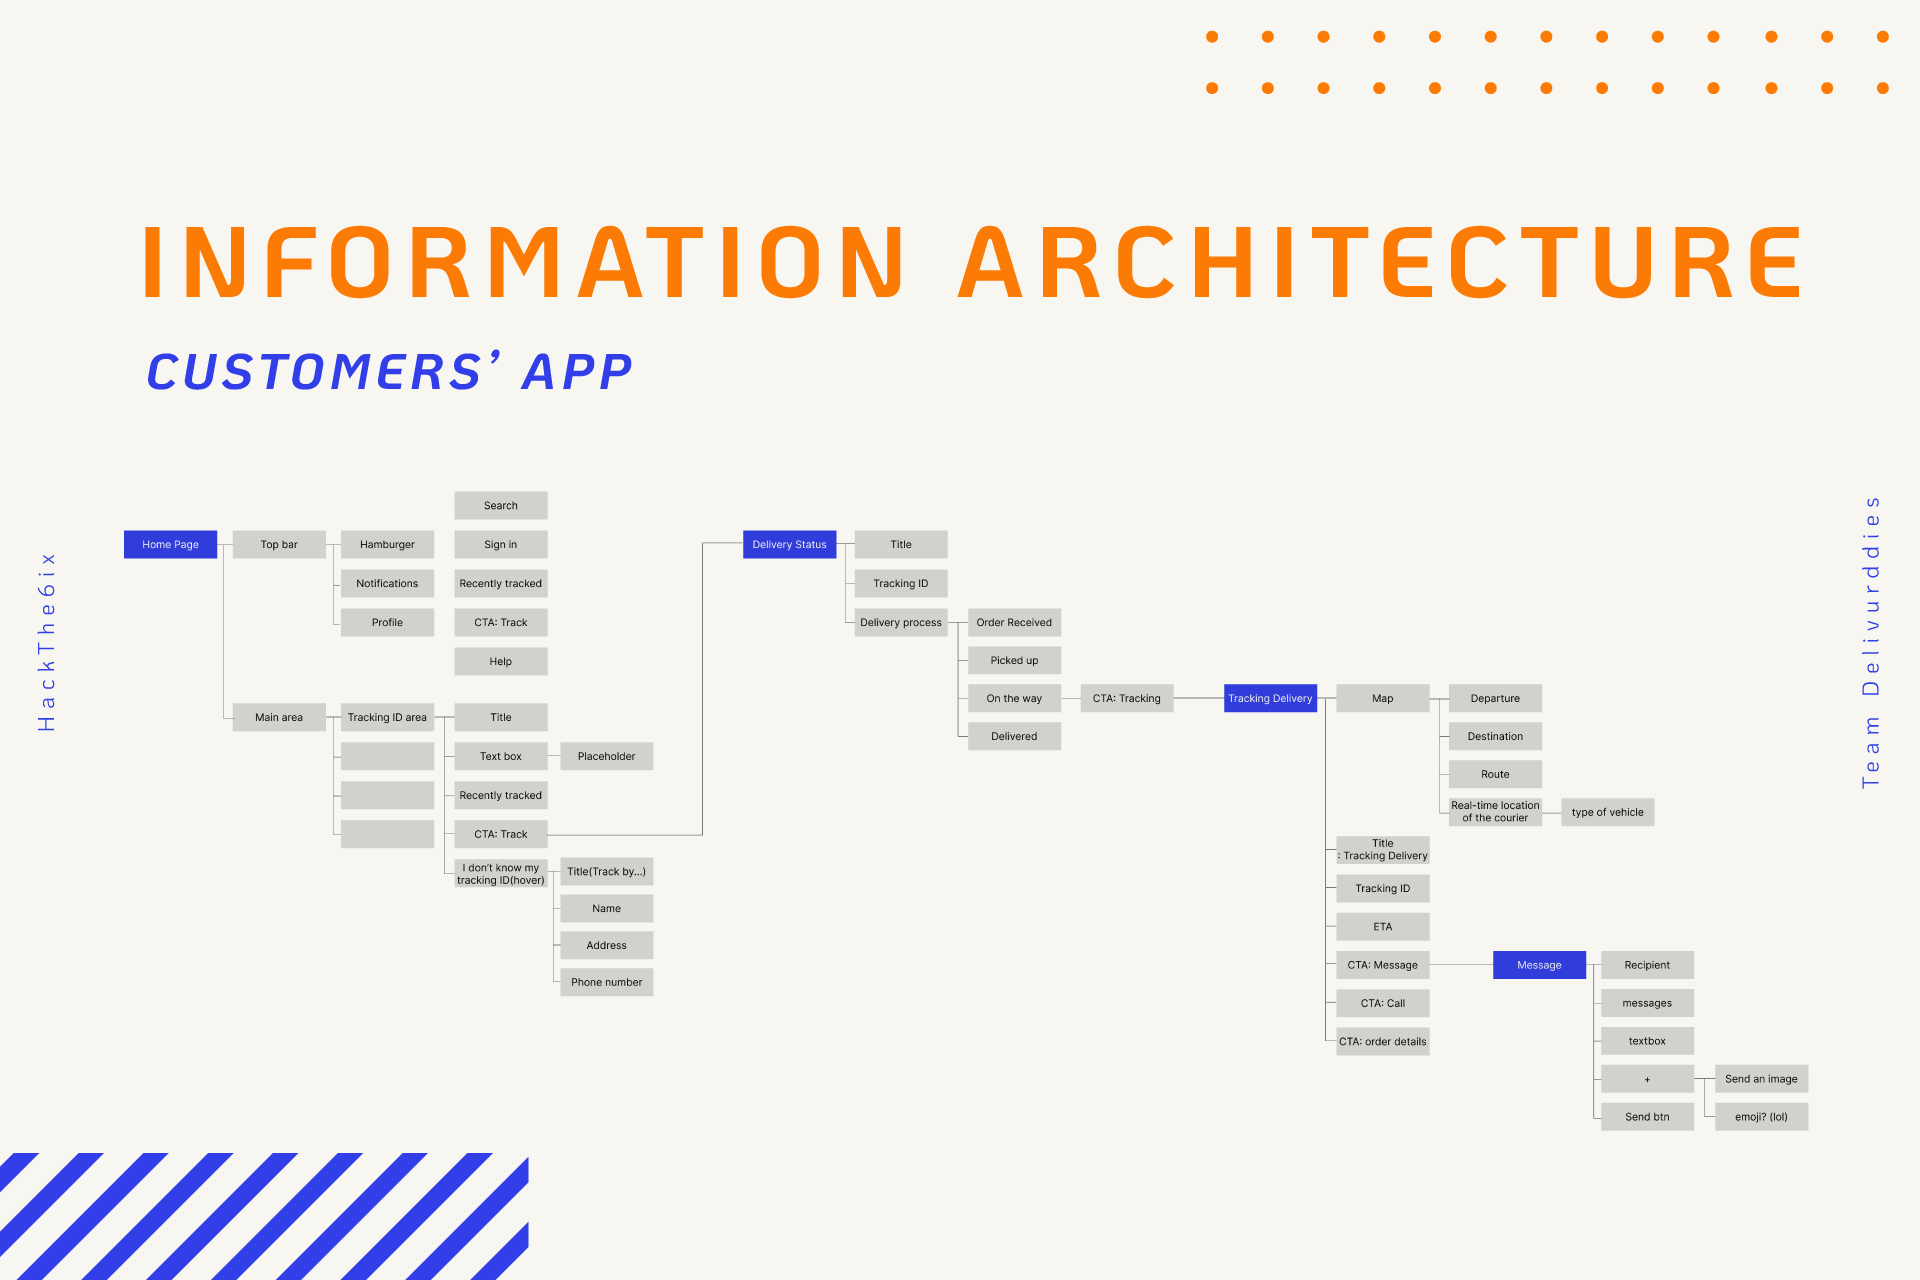 INFORMATION ARCHITECTURE
CUSTOMERS’ APP
HackThe6ix
Team Delivurddies
Home Page
Top bar
Hamburger
Notifications
Profile
Search
Sign in
Recently tracked
CTA: Track
Help
Main area
Tracking ID area
Title
Text box
Placeholder
Recently tracked
CTA: Track
I don’t know my
tracking ID(hover)
Title(Track by...)
Name
Address
Phone number
Delivery Status
Title
Tracking ID
Delivery process
Order Received
Picked up
On the way
Delivered
CTA: Tracking
Tracking Delivery
Map
Departure
Destination
Route
Real-time location
of the courier
type of vehicle
Title
: Tracking Delivery
Tracking ID
ETA
CTA: Message
CTA: Call
CTA: order details
Message
Recipient
messages
textbox
+
Send btn
Send an image
emoji? (lol)